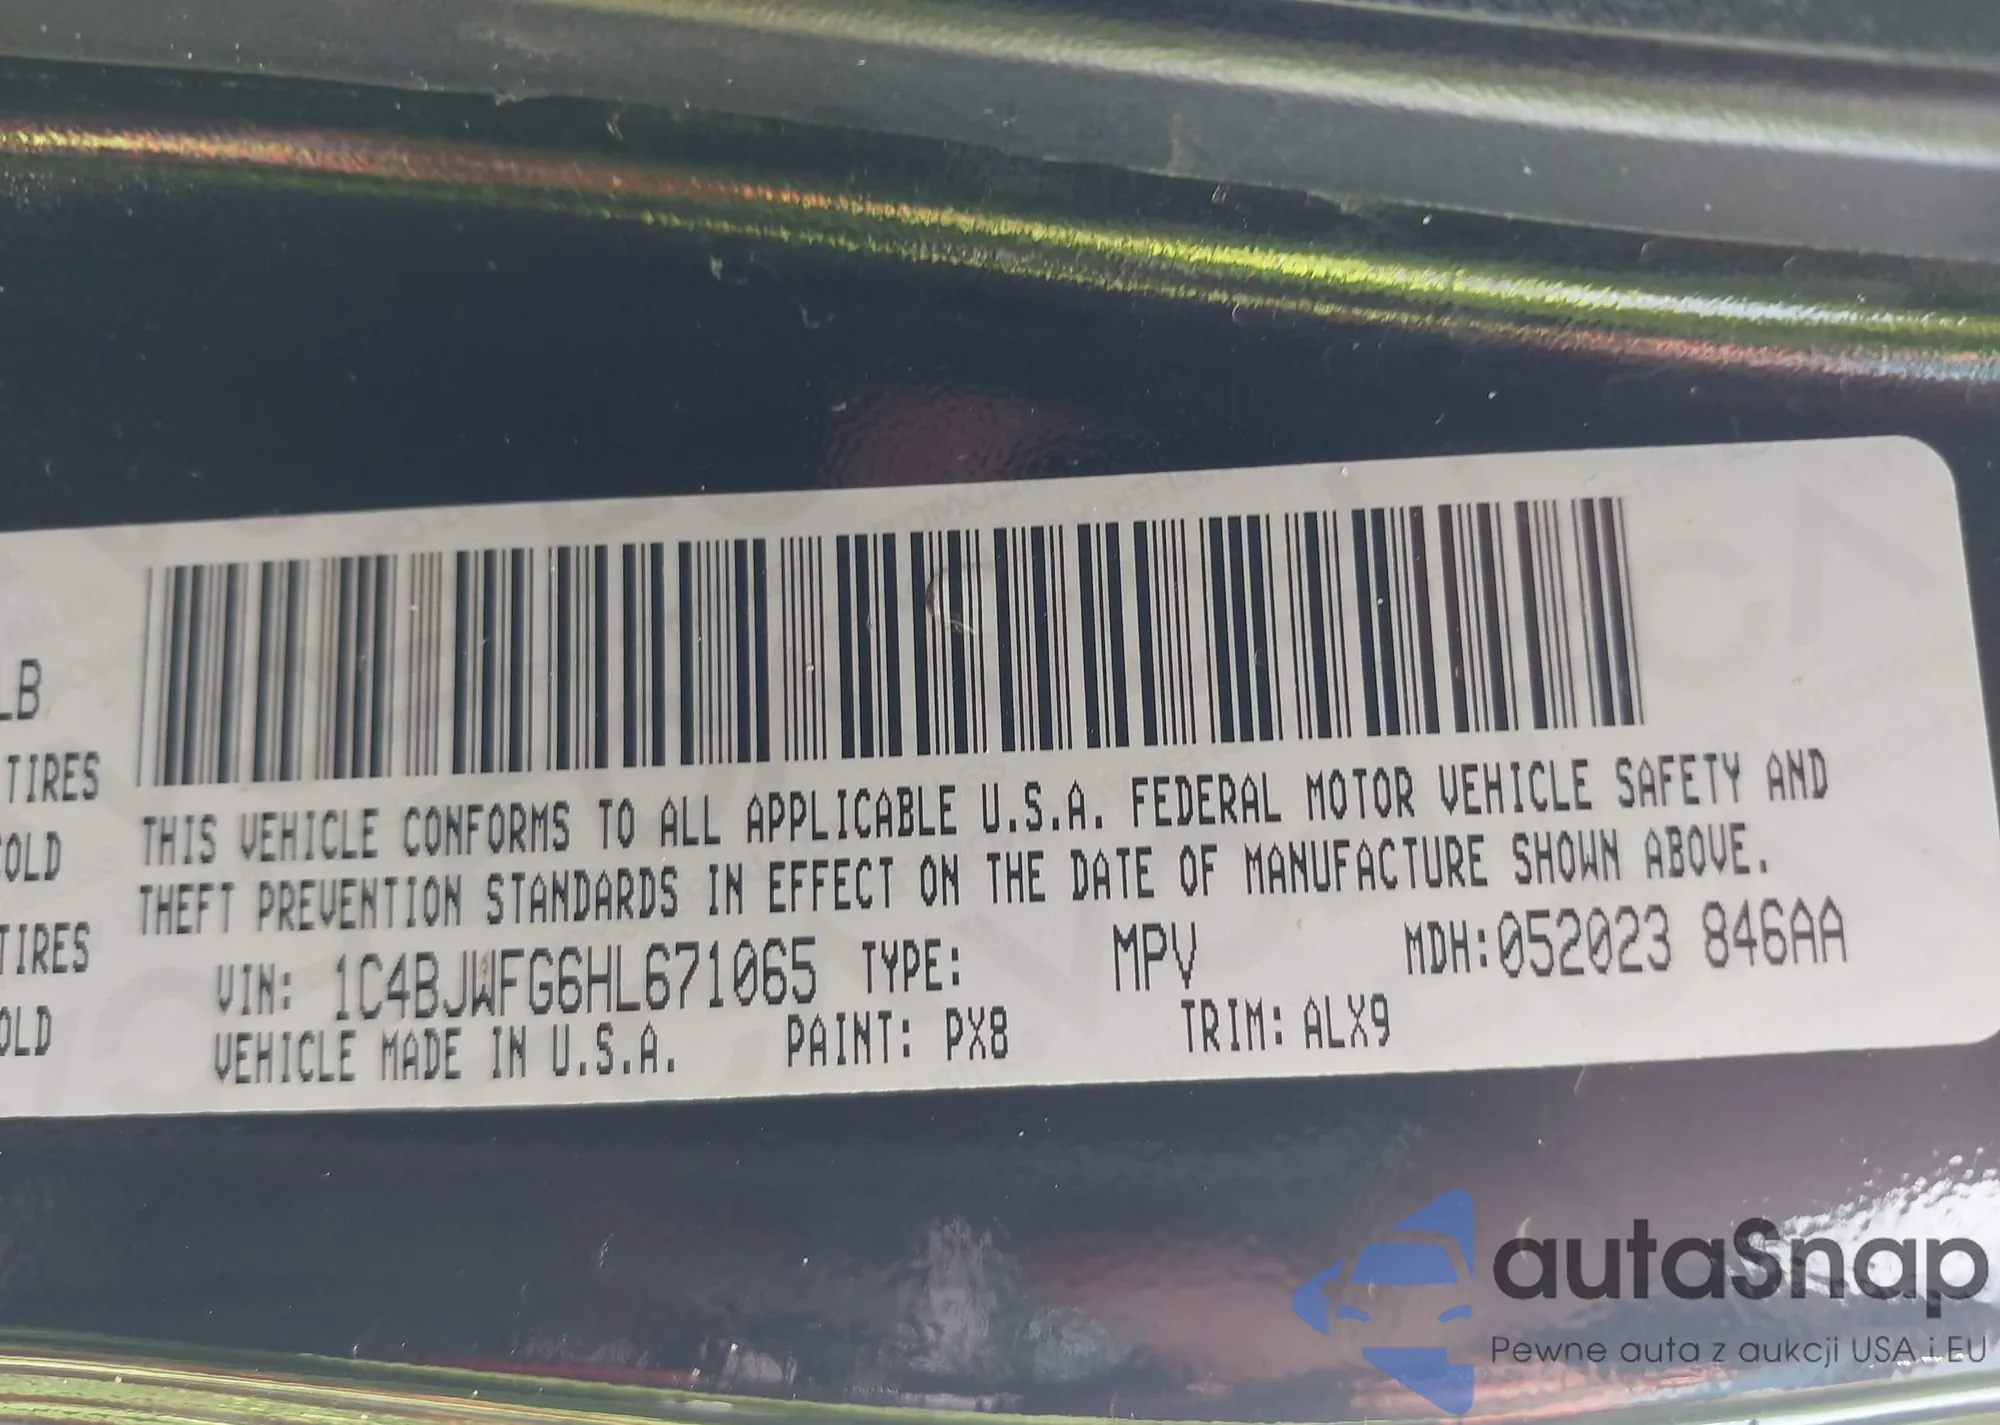 LB
TIRES
COLD
TIRES
OLD
THIS VEHICLE CONFORMS TO ALL APPLICABLE U.S.A. FEDERAL MOTOR VEHICLE SAFETY AND
THEFT PREVENTION STANDARDS IN EFFECT ON THE DATE OF MANUFACTURE SHOWN ABOVE.
VIN: 1C4BJWFG6HL671065 TYPE: MPV MDH:052023 846AA
VEHICLE MADE IN U.S.A. PAINT: PX8 TRIM: ALX9
autaSnap
Pewne auta z aukcji USA i EU